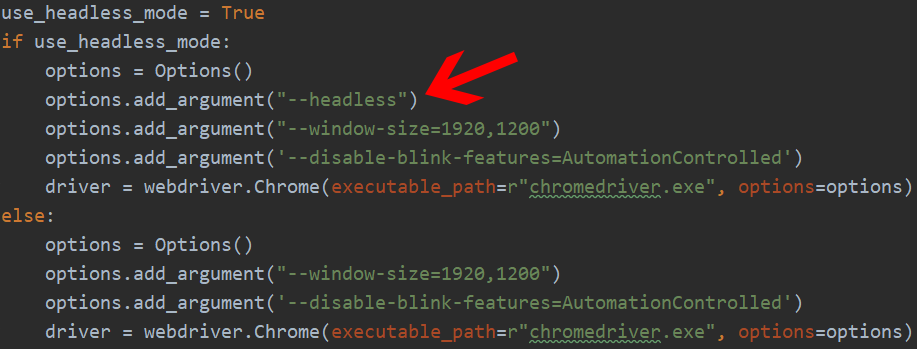 use_headless_mode = True
if use_headless_mode:
    options = Options()
    options.add_argument("--headless")
    options.add_argument("--window-size=1920,1200")
    options.add_argument('--disable-blink-features=AutomationControlled')
    driver = webdriver.Chrome(executable_path=r"chromedriver.exe", options=options)
else:
    options = Options()
    options.add_argument("--window-size=1920,1200")
    options.add_argument('--disable-blink-features=AutomationControlled')
    driver = webdriver.Chrome(executable_path=r"chromedriver.exe", options=options)